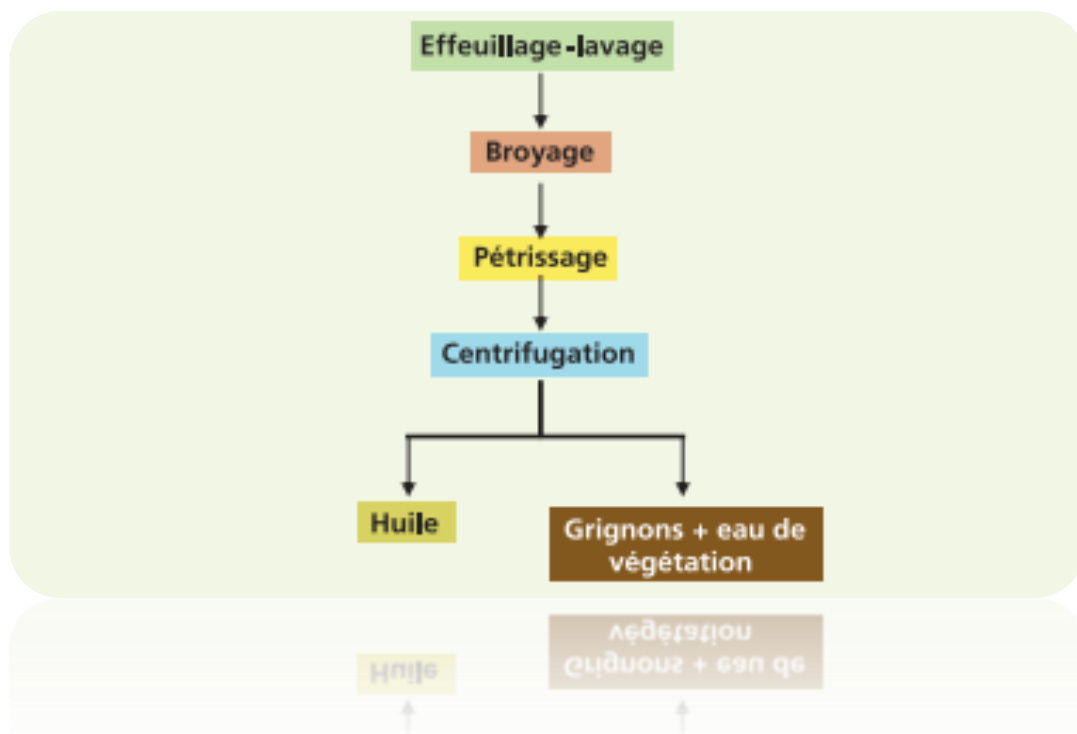 Effeuillage-lavage
Broyage
Pétrissage
Centrifugation
Huile
Grignons + eau de
végétation